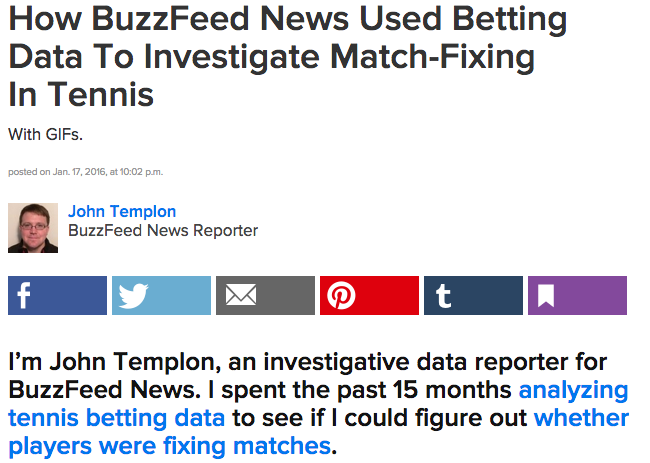 How BuzzFeed News Used Betting
Data To Investigate Match-Fixing
In Tennis
With GIFs.
posted on Jan. 17, 2016, at 10:02 p.m.
John Templon
BuzzFeed News Reporter
I'm John Templon, an investigative data reporter for
BuzzFeed News. I spent the past 15 months analyzing
tennis betting data to see if I could figure out whether
players were fixing matches.